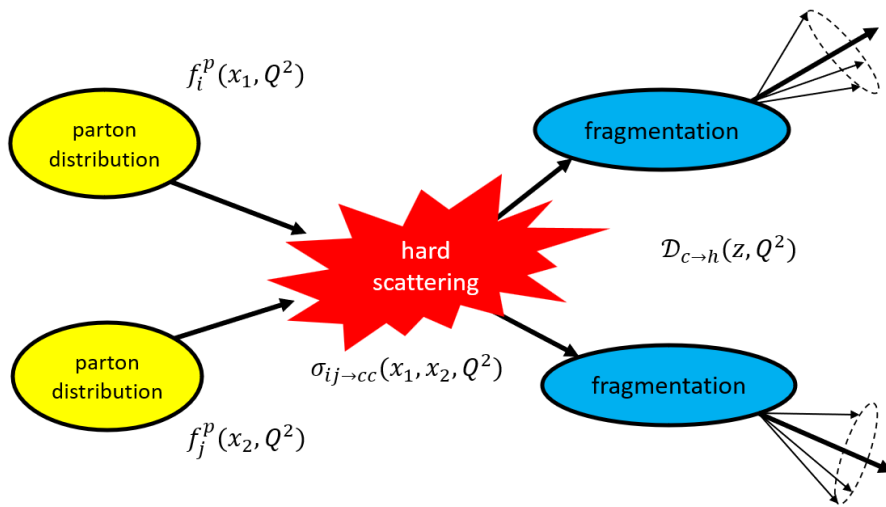 f_i^p(x_1, Q^2)
parton
distribution
fragmentation
hard
scattering
𝒟_{c→h}(z, Q^2)
parton
distribution
σ_{ij→cc}(x_1, x_2, Q^2)
fragmentation
f_j^p(x_2, Q^2)